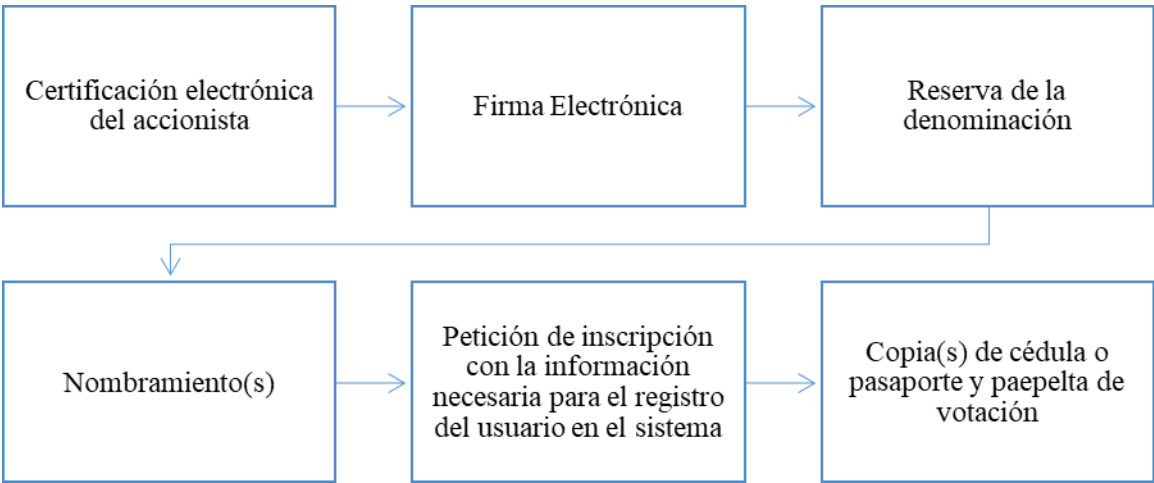 Certificación electrónica
del accionista
Firma Electrónica
Reserva de la
denominación
Nombramiento(s)
Petición de inscripción
con la información
necesaria para el registro
del usuario en el sistema
Copia(s) de cédula o
pasaporte y paepelta de
votación